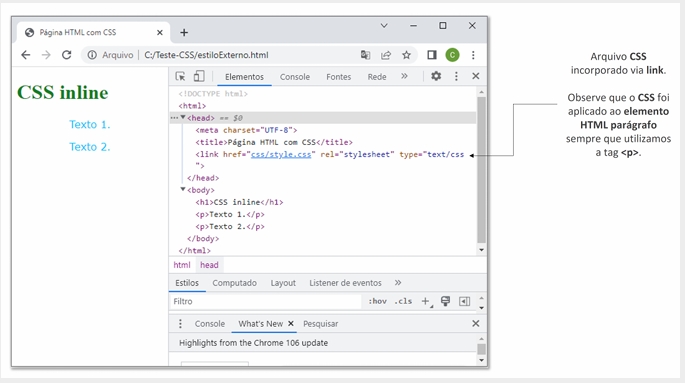 Página HTML com CSS
Arquivo
C:/Teste-CSS/estiloExterno.html
C
CSS inline
Texto 1.
Texto 2.
Elementos
Console
Fontes
Rede
<!DOCTYPE html>
<html>
<head> == $0
<meta charset="UTF-8">
<title>Página HTML com CSS</title>
<link href="css/style.css" rel="stylesheet" type="text/css
">
</head>
<body>
<h1>CSS inline</h1>
<p>Texto 1.</p>
<p>Texto 2.</p>
</body>
</html>
html head
Estilos
Computado
Layout
Listener de eventos
Filtro
:hov .cls
Console
What's New
Pesquisar
Highlights from the Chrome 106 update
Arquivo CSS
incorporado via link.
Observe que o CSS foi
aplicado ao elemento
HTML parágrafo
sempre que utilizamos
a tag <p>.